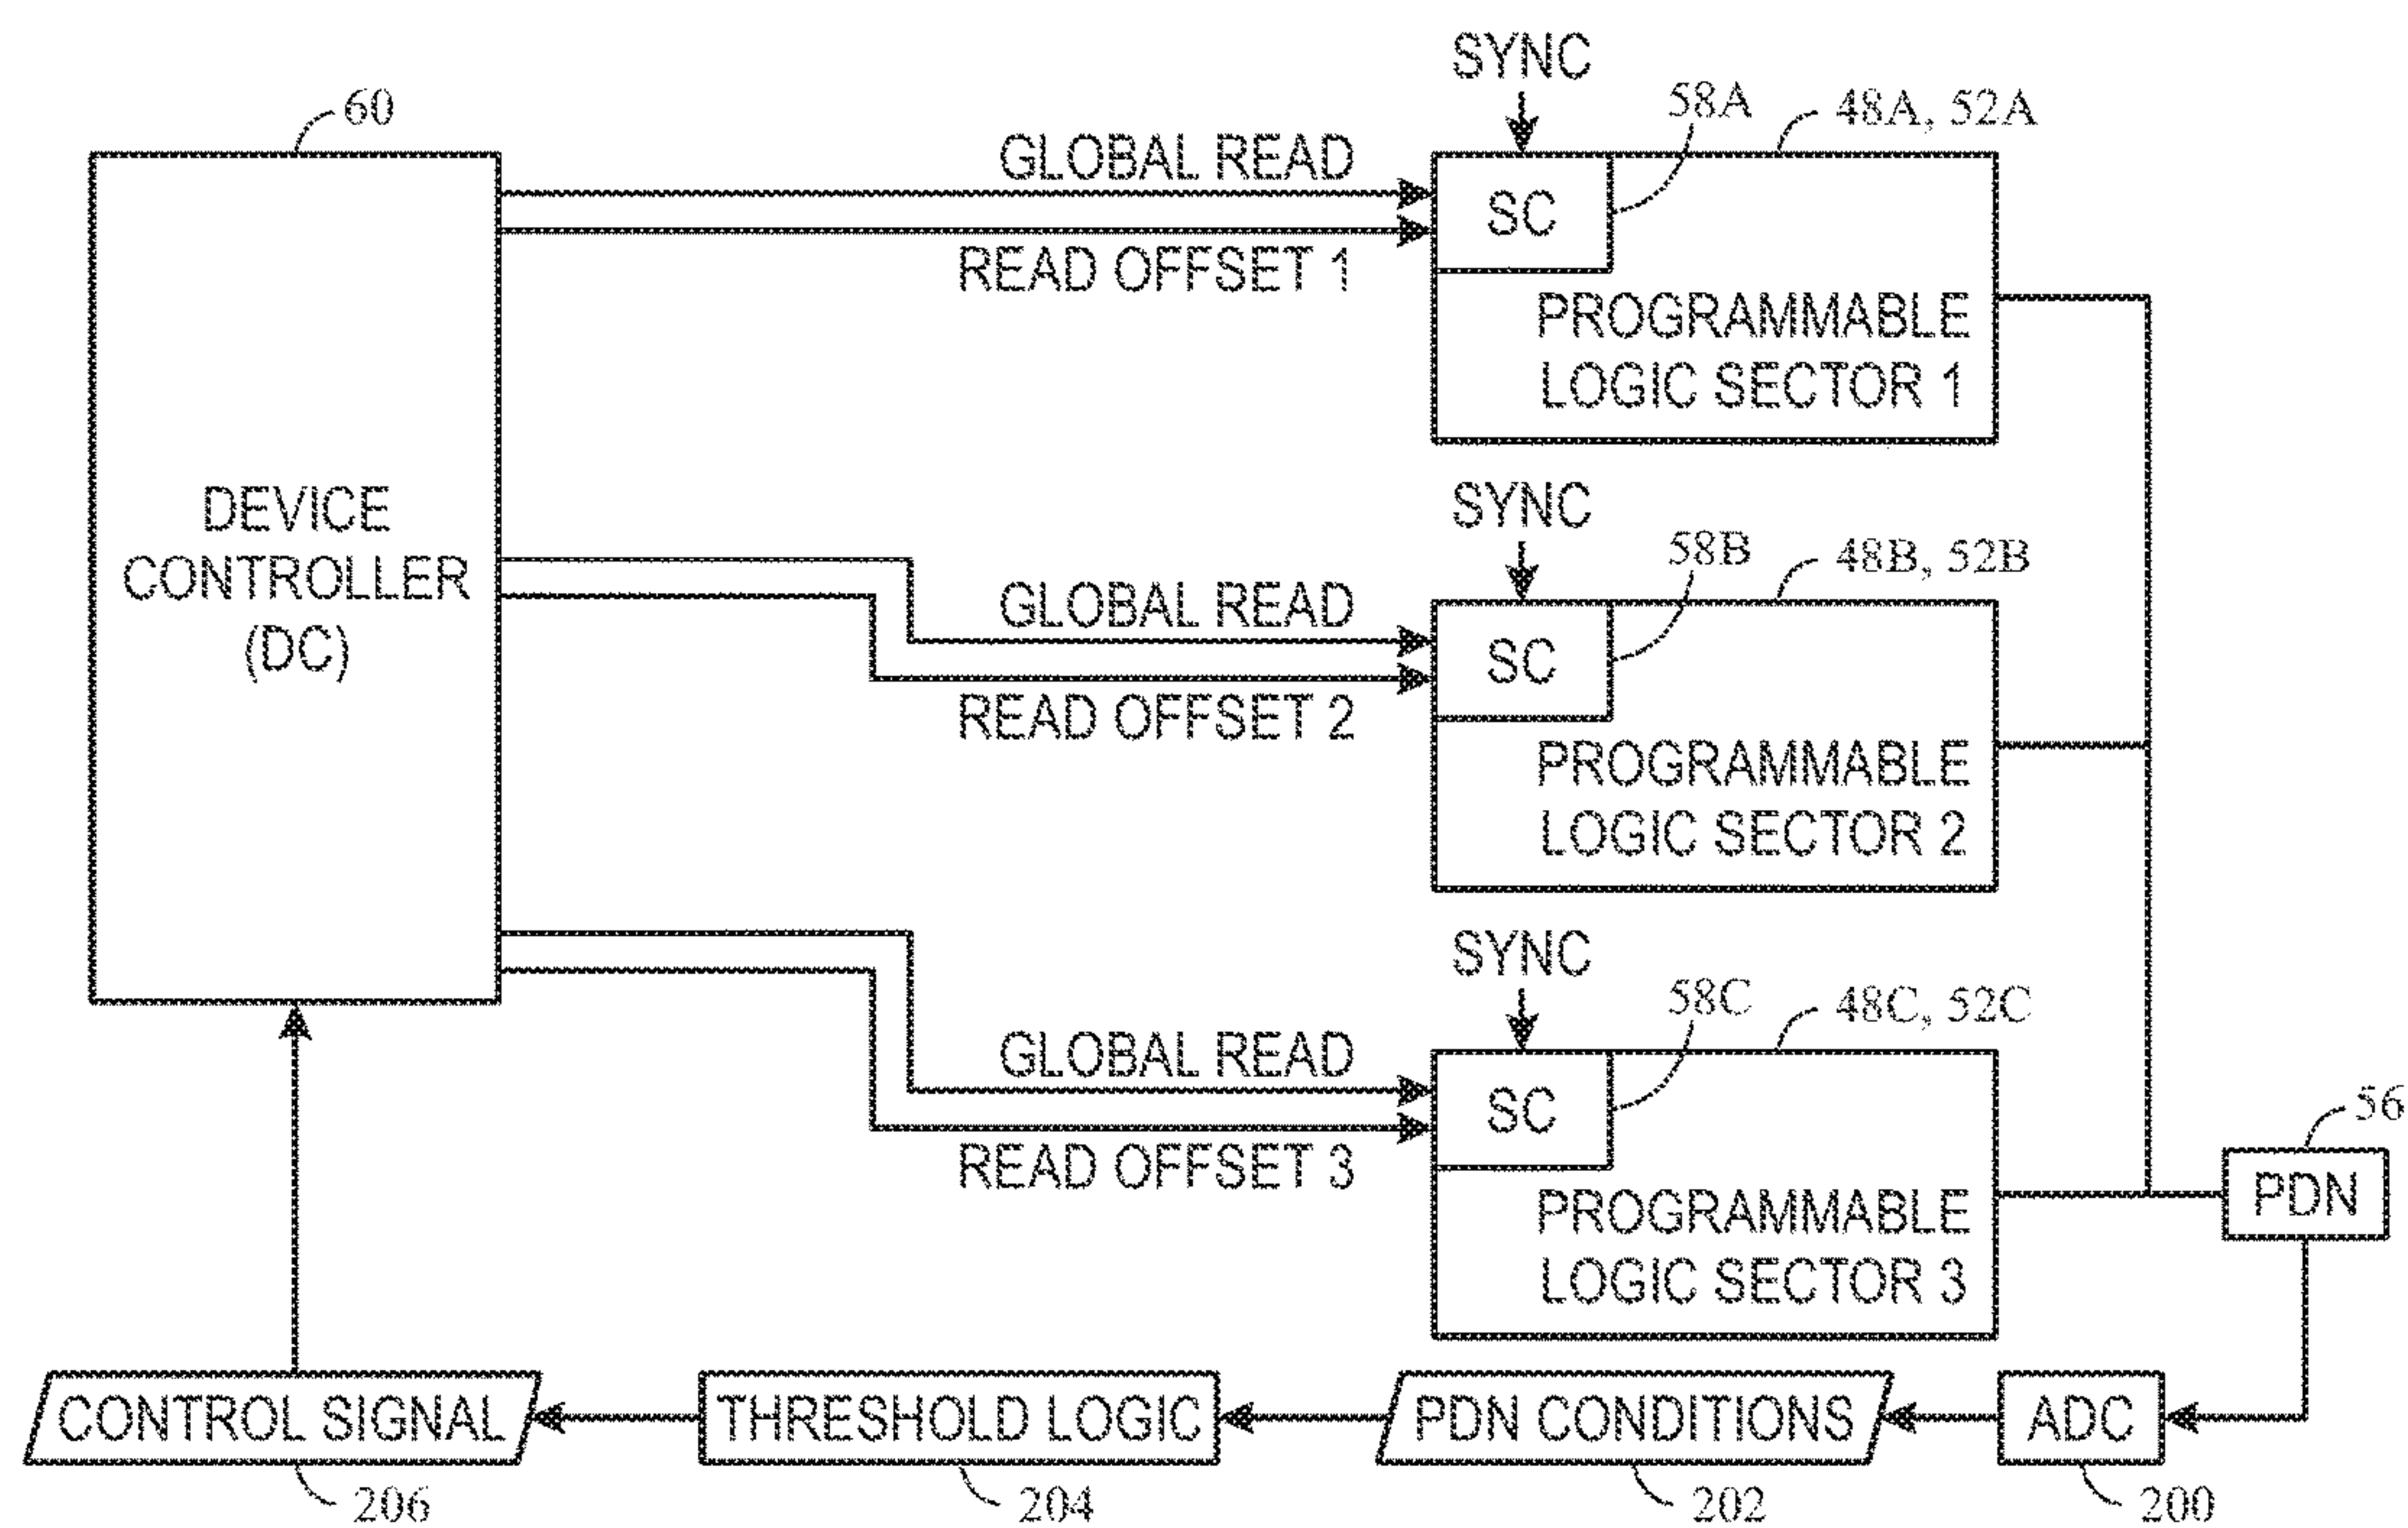 SYNC
60
58A
48A, 52A
GLOBAL READ
SC
READ OFFSET 1
PROGRAMMABLE
LOGIC SECTOR 1
SYNC
DEVICE
CONTROLLER
(DC)
58B
48B, 52B
GLOBAL READ
SC
READ OFFSET 2
PROGRAMMABLE
LOGIC SECTOR 2
SYNC
58C
48C, 52C
GLOBAL READ
SC
READ OFFSET 3
PROGRAMMABLE
LOGIC SECTOR 3
56
PDN
CONTROL SIGNAL
THRESHOLD LOGIC
PDN CONDITIONS
ADC
206
204
202
200